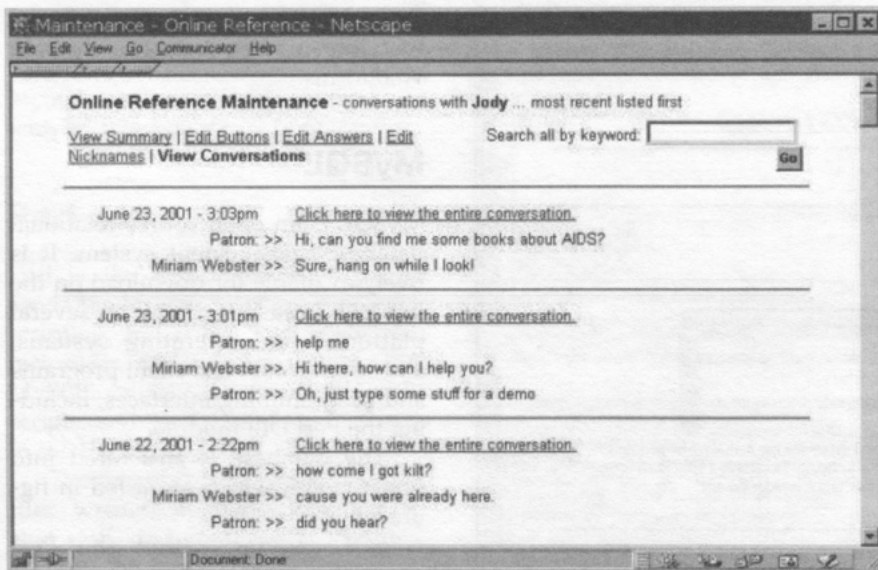 Maintenance - Online Reference - Netscape
File Edit View Go Communicator Help
Online Reference Maintenance - conversations with Jody ... most recent listed first
View Summary | Edit Buttons | Edit Answers | Edit
Nicknames | View Conversations
Search all by keyword:
Go
June 23, 2001 - 3:03pm Click here to view the entire conversation.
Patron: >> Hi, can you find me some books about AIDS?
Miriam Webster >> Sure, hang on while I look!
June 23, 2001 - 3:01pm Click here to view the entire conversation.
Patron: >> help me
Miriam Webster >> Hi there, how can I help you?
Patron: >> Oh, just type some stuff for a demo
June 22, 2001 - 2:22pm Click here to view the entire conversation.
Patron: >> how come I got kilt?
Miriam Webster >> cause you were already here.
Patron: >> did you hear?
Document: Done